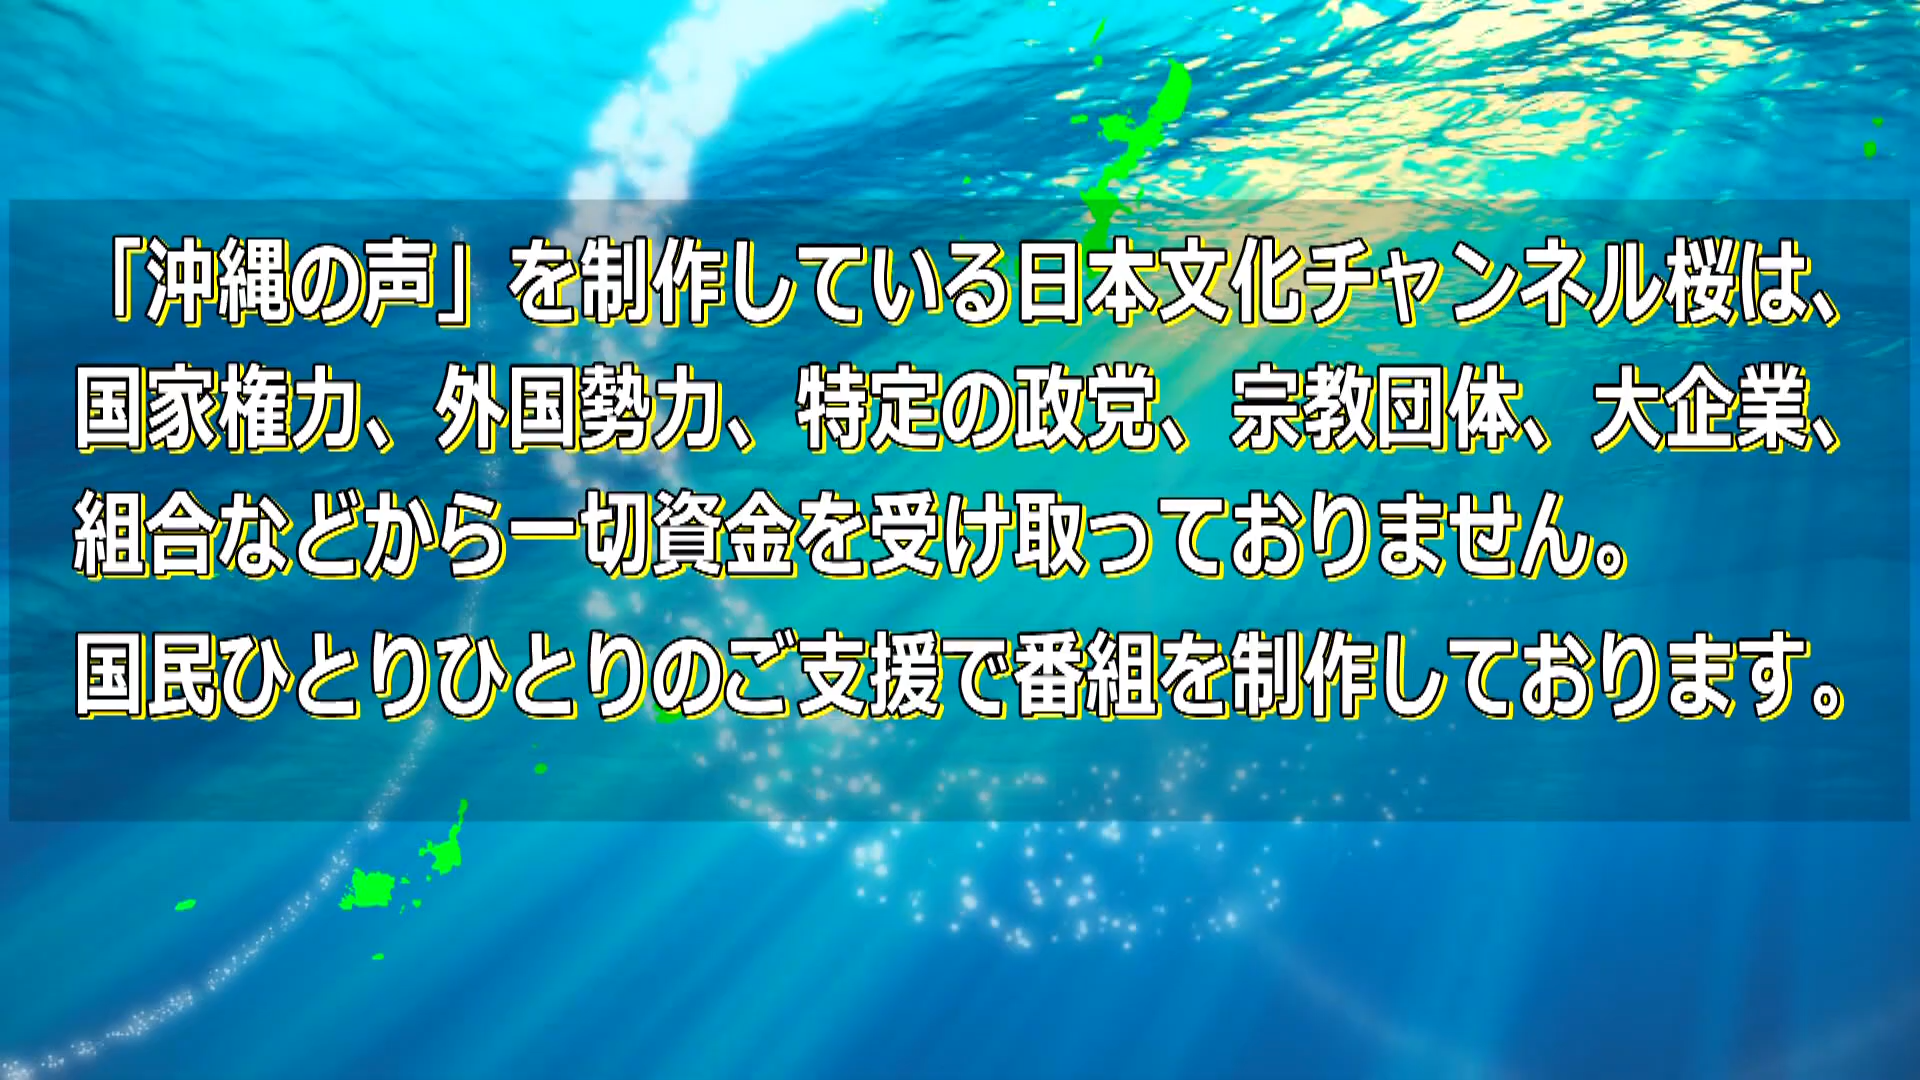 「沖縄の声」を制作している日本文化チャンネル桜は、
国家権力、外国勢力、特定の政党、宗教団体、大企業、
組合などから一切資金を受け取っておりません。
国民ひとりひとりのご支援で番組を制作しております。